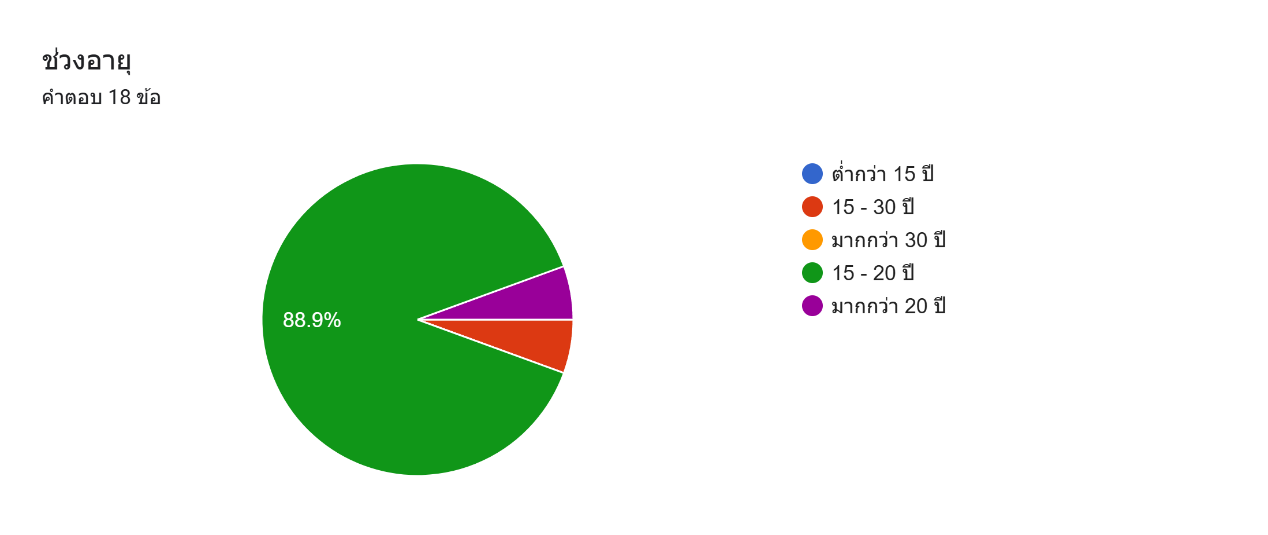 ช่วงอายุ
คำตอบ 18 ข้อ
88.9%
ต่ำกว่า 15 ปี
15 - 30 ปี
มากกว่า 30 ปี
15 - 20 ปี
มากกว่า 20 ปี